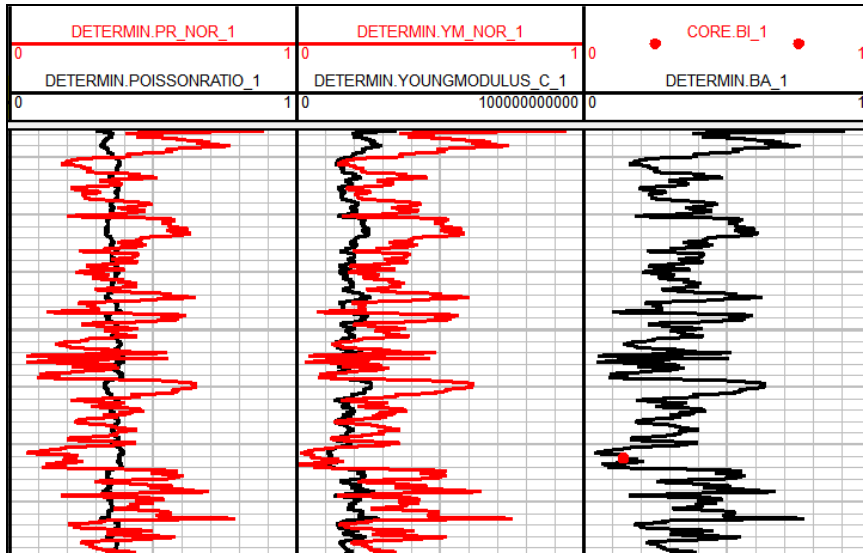 DETERMIN.PR_NOR_1
0 1
DETERMIN.POISSONRATIO_1
0 1
DETERMIN.YM_NOR_1
0 1
DETERMIN.YOUNGMODULUS_C_1
0 100000000000
CORE.BI_1
0 1
DETERMIN.BA_1
0 1